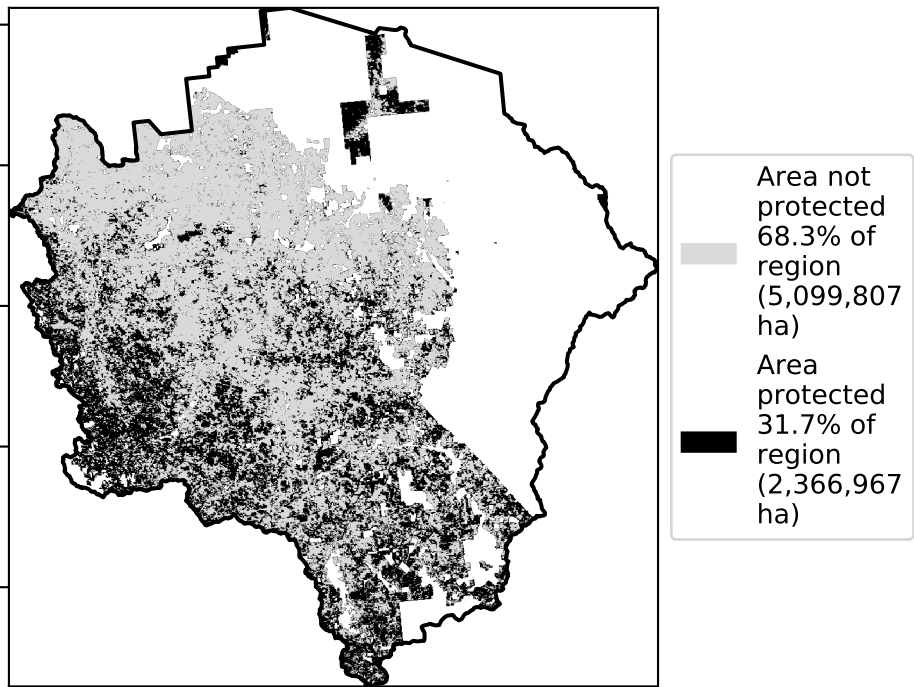 Area not
protected
68.3% of
region
(5,099,807
ha)
Area
protected
31.7% of
region
(2,366,967
ha)